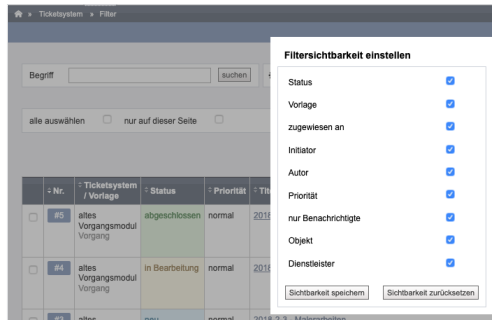 » Ticketsystem » Filter
Begriff suchen
alle auswählen nur auf dieser Seite
Filtersichtbarkeit einstellen
Status
Vorlage
zugewiesen an
Initiator
Autor
Priorität
nur Benachrichtigte
Objekt
Dienstleister
Sichtbarkeit speichern Sichtbarkeit zurücksetzen
Nr. Ticketsystem / Vorlage Status Priorität
#5 altes abgeschlossen normal 2018
Vorgangsmodul
Vorgang
#4 altes in Bearbeitung normal 2018
Vorgangsmodul
Vorgang
#3 altes neu normal 2018-2-3 Malerarbeiten